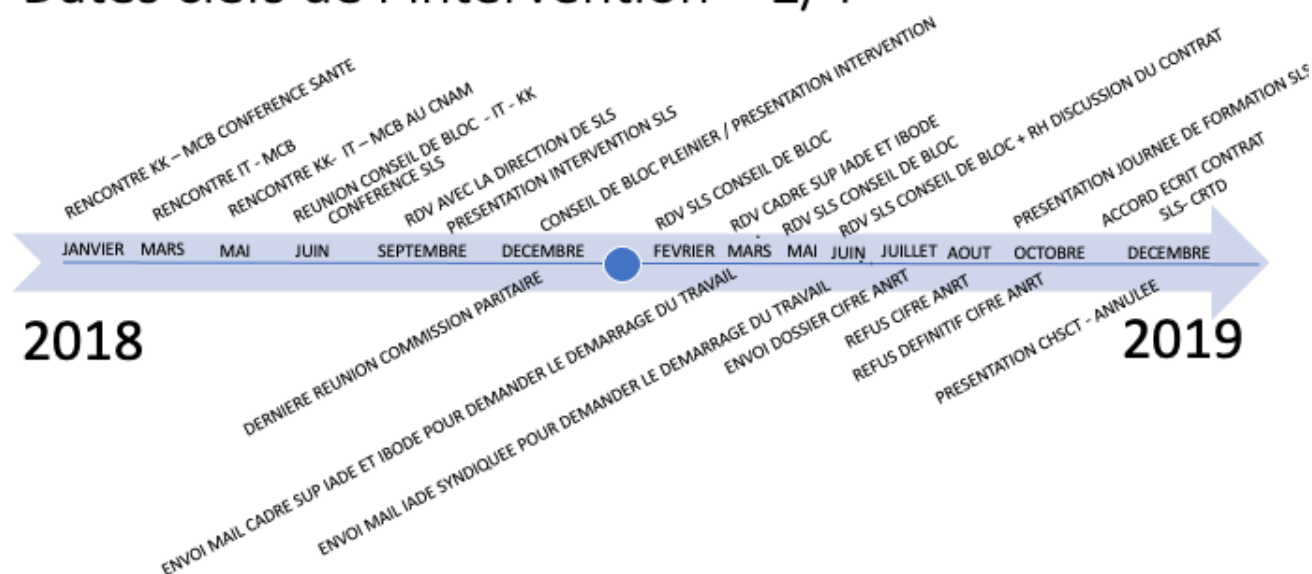 RENCONTRE KK – MCB CONFERENCE SANTE
RENCONTRE IT - MCB
RENCONTRE KK- IT – MCB AU CNAM
REUNION CONSEIL DE BLOC - IT - KK
CONFERENCE SLS
RDV AVEC LA DIRECTION DE SLS
PRESENTATION INTERVENTION SLS
CONSEIL DE BLOC PLEINIER / PRESENTATION INTERVENTION
RDV SLS CONSEIL DE BLOC
RDV CADRE SUP IADE ET IBODE
RDV SLS CONSEIL DE BLOC
RDV SLS CONSEIL DE BLOC + RH DISCUSSION DU CONTRAT
PRESENTATION JOURNEE DE FORMATION SLS
ACCORD ECRIT CONTRAT
SLS- CRTD
JANVIER MARS MAI JUIN SEPTEMBRE DECEMBRE FEVRIER MARS MAI JUIN JUILLET AOUT OCTOBRE DECEMBRE
DERNIERE REUNION COMMISSION PARITAIRE
ENVOI MAIL CADRE SUP IADE ET IBODE POUR DEMANDER LE DEMARRAGE DU TRAVAIL
ENVOI MAIL IADE SYNDIQUEE POUR DEMANDER LE DEMARRAGE DU TRAVAIL
ENVOI DOSSIER CIFRE ANRT
REFUS CIFRE ANRT
REFUS DEFINITIF CIFRE ANRT
PRESENTATION CHSCT - ANNULEE
2018
2019